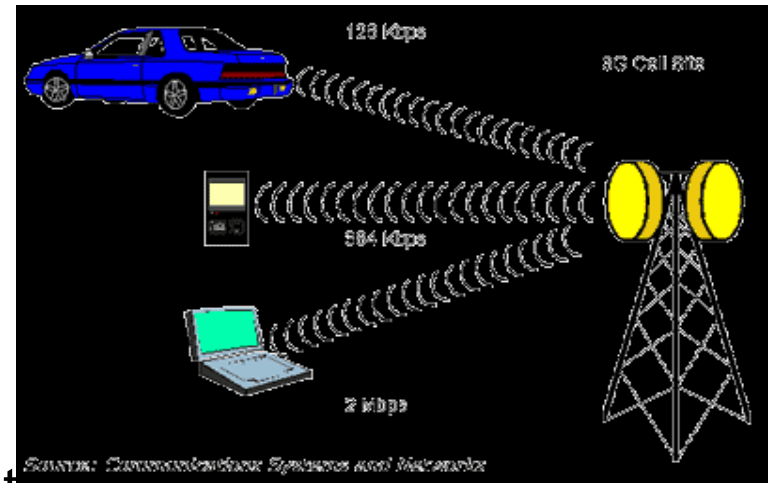 128 Kbps
3G Cell Site
384 Kbps
2 Mbps
Source: Communications Systems and Networks